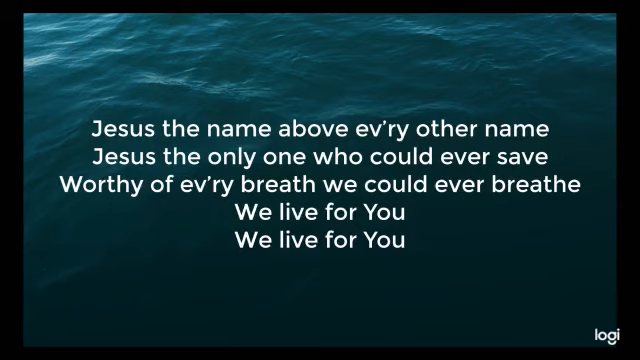 Jesus the name above ev’ry other name
Jesus the only one who could ever save
Worthy of ev’ry breath we could ever breathe
We live for You
We live for You
logi